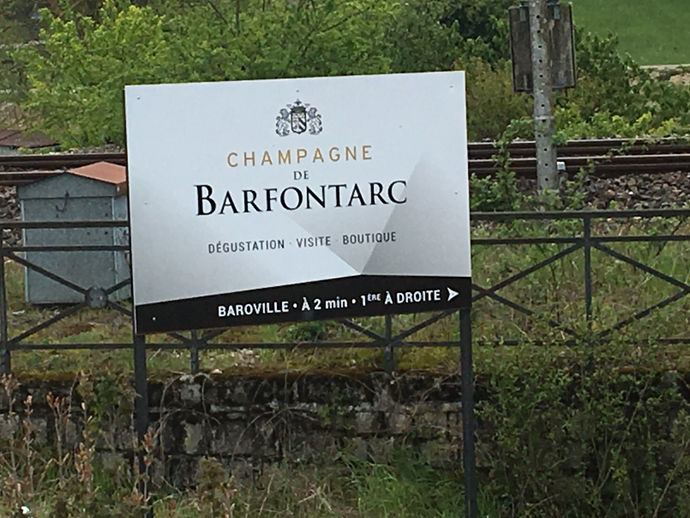 CHAMPAGNE
DE
BARFONTARC
DÉGUSTATION · VISITE · BOUTIQUE
BAROVILLE • À 2 min • 1ÈRE À DROITE